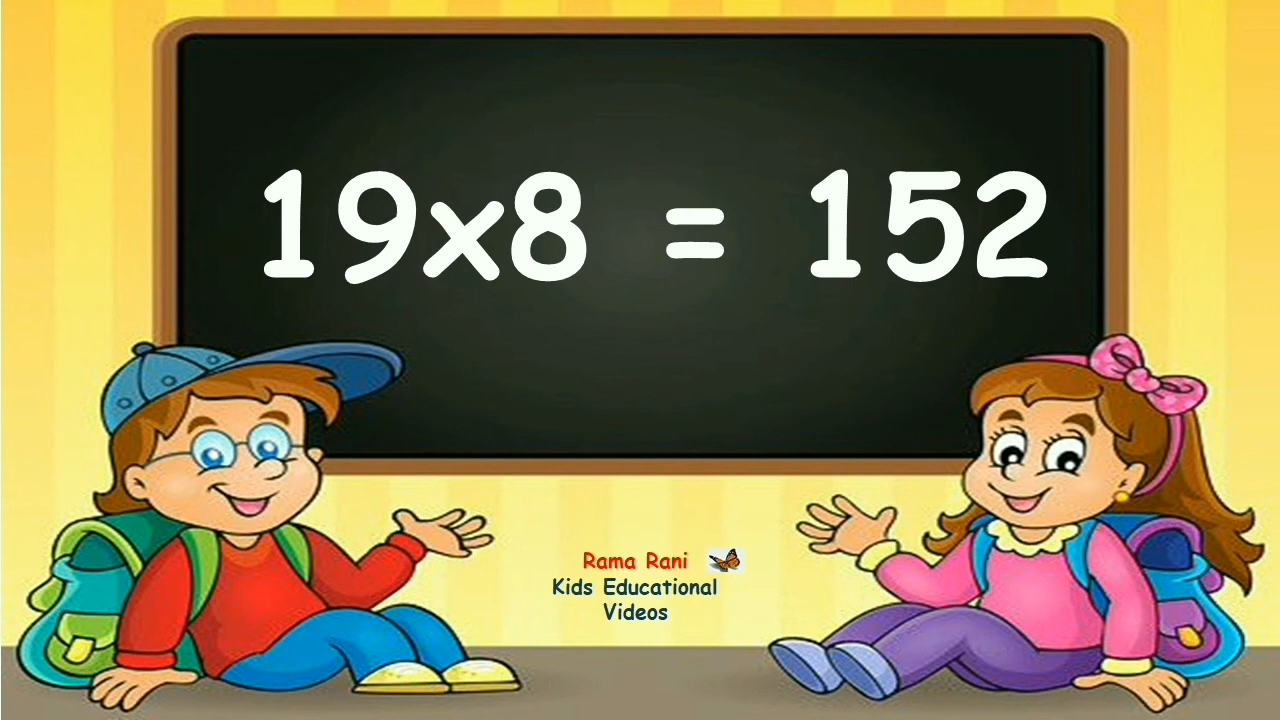 19x8 = 152
Rama Rani
Kids Educational
Videos